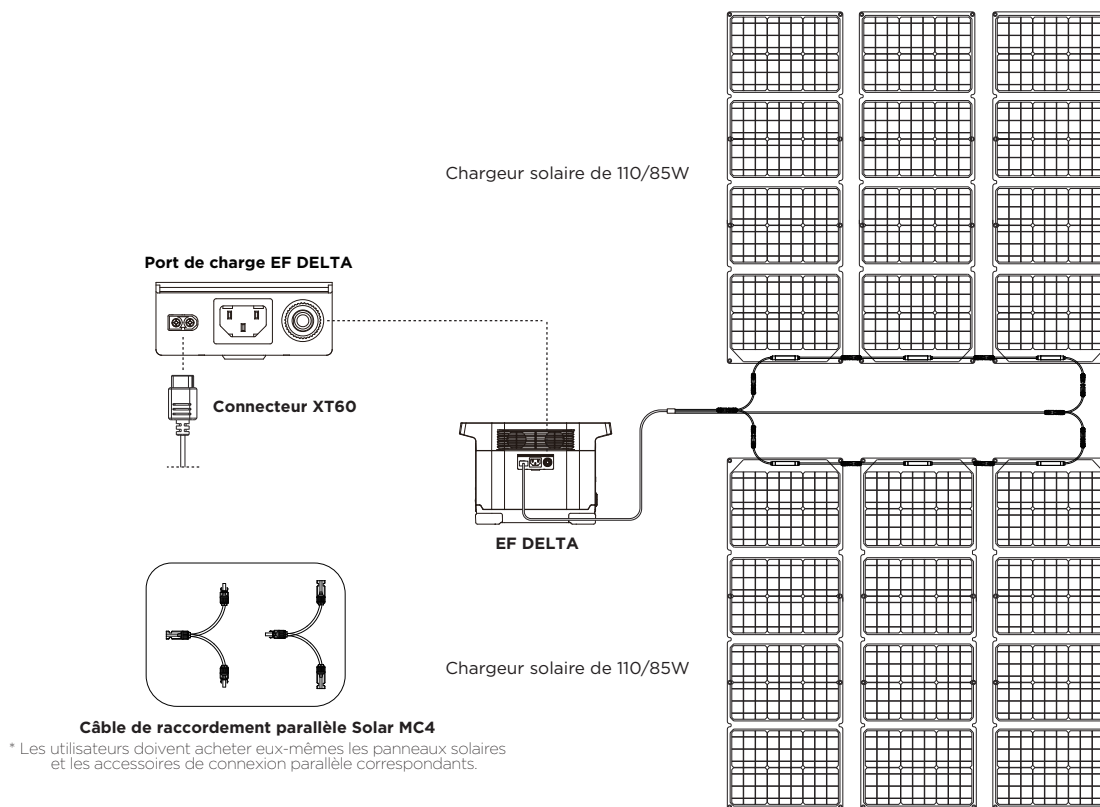 Chargeur solaire de 110/85W
Port de charge EF DELTA
Connecteur XT60
EF DELTA
Chargeur solaire de 110/85W
Câble de raccordement parallèle Solar MC4
* Les utilisateurs doivent acheter eux-mêmes les panneaux solaires
et les accessoires de connexion parallèle correspondants.